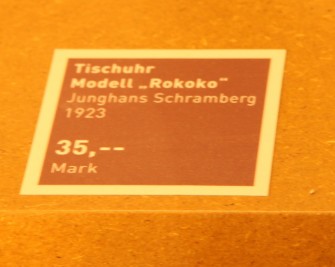 Tischuhr
Modell „Rokoko“
Junghans Schramberg
1923
35,--
Mark